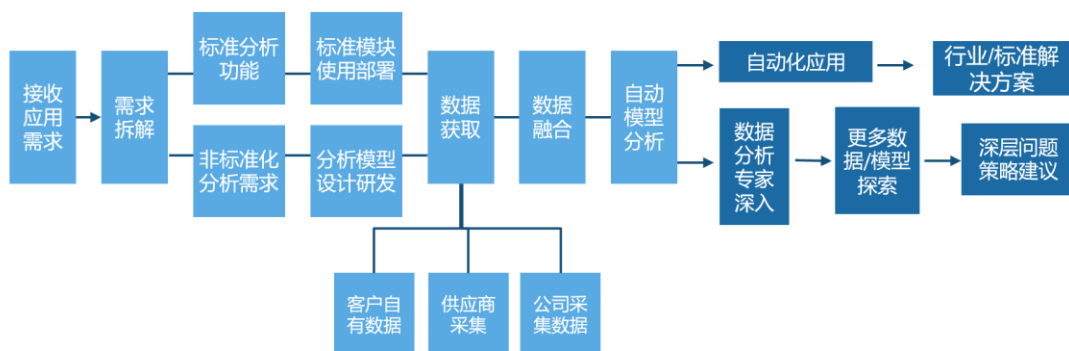 接收
应用
需求
需求
拆解
标准分析
功能
标准模块
使用部署
非标准化
分析需求
分析模型
设计研发
数据
获取
数据
融合
自动
模型
分析
自动化应用
行业/标准解
决方案
数据
分析
专家
深入
更多数
据/模型
探索
深层问题
策略建议
客户自
有数据
供应商
采集
公司采
集数据